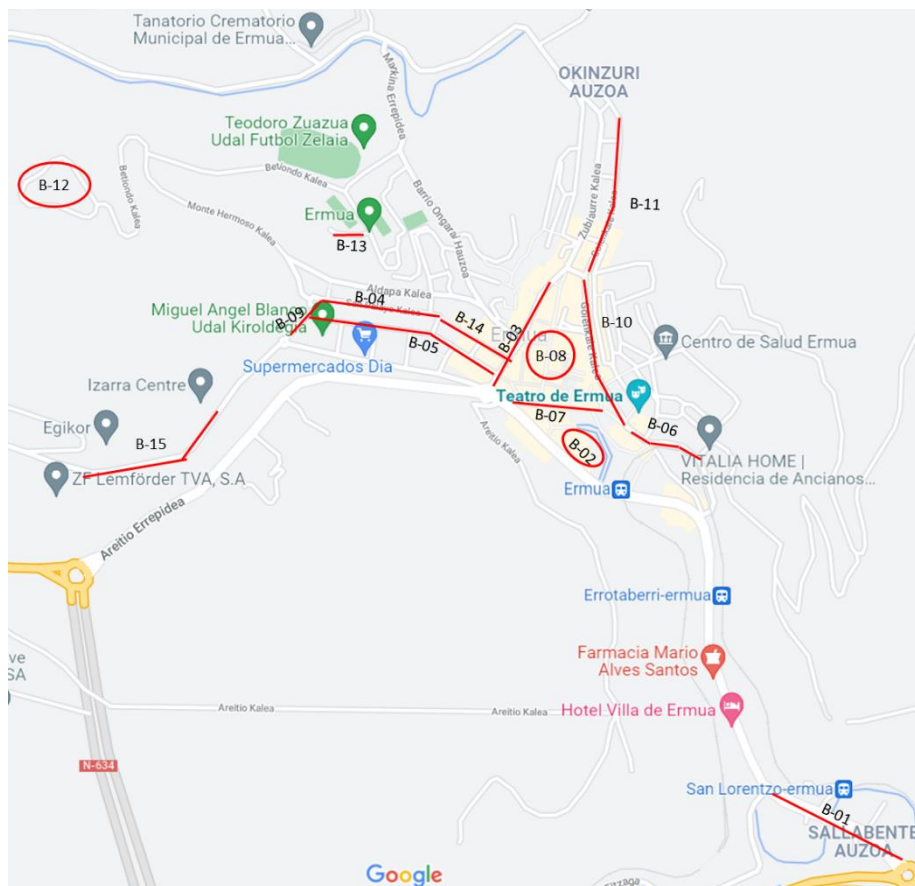 Tanatorio Crematorio
Municipal de Ermua...
Markina Errepidea
OKINZURI
AUZOA
Teodoro Zuazua
Udal Futbol Zelaia
B-12
Betiondo Kalea
Betiondo Kalea
Ermua
Barrio Ongarai Hauzoa
Zubiaurre Kalea
B-11
Monte Hermoso Kalea
B-13
Aldapa Kalea
B-04
Miguel Angel Blanco
Udal Kiroldegia
B-09
B-14
B-03
B-10
Ermua
B-05
B-08
Centro de Salud Ermua
Supermercados Dia
Izarra Centre
Teatro de Ermua
B-07
B-06
Egikor
B-15
Areitio Kalea
B-02
VITALIA HOME |
Residencia de Ancianos...
ZF Lemförder TVA, S.A
Ermua
Areitio Errepidea
Errotaberri-ermua
Farmacia Mario
Alves Santos
Areitio Kalea
Areitio Kalea
Hotel Villa de Ermua
N-634
San Lorentzo-ermua
B-01
SALLABENTE
AUZOA
Google